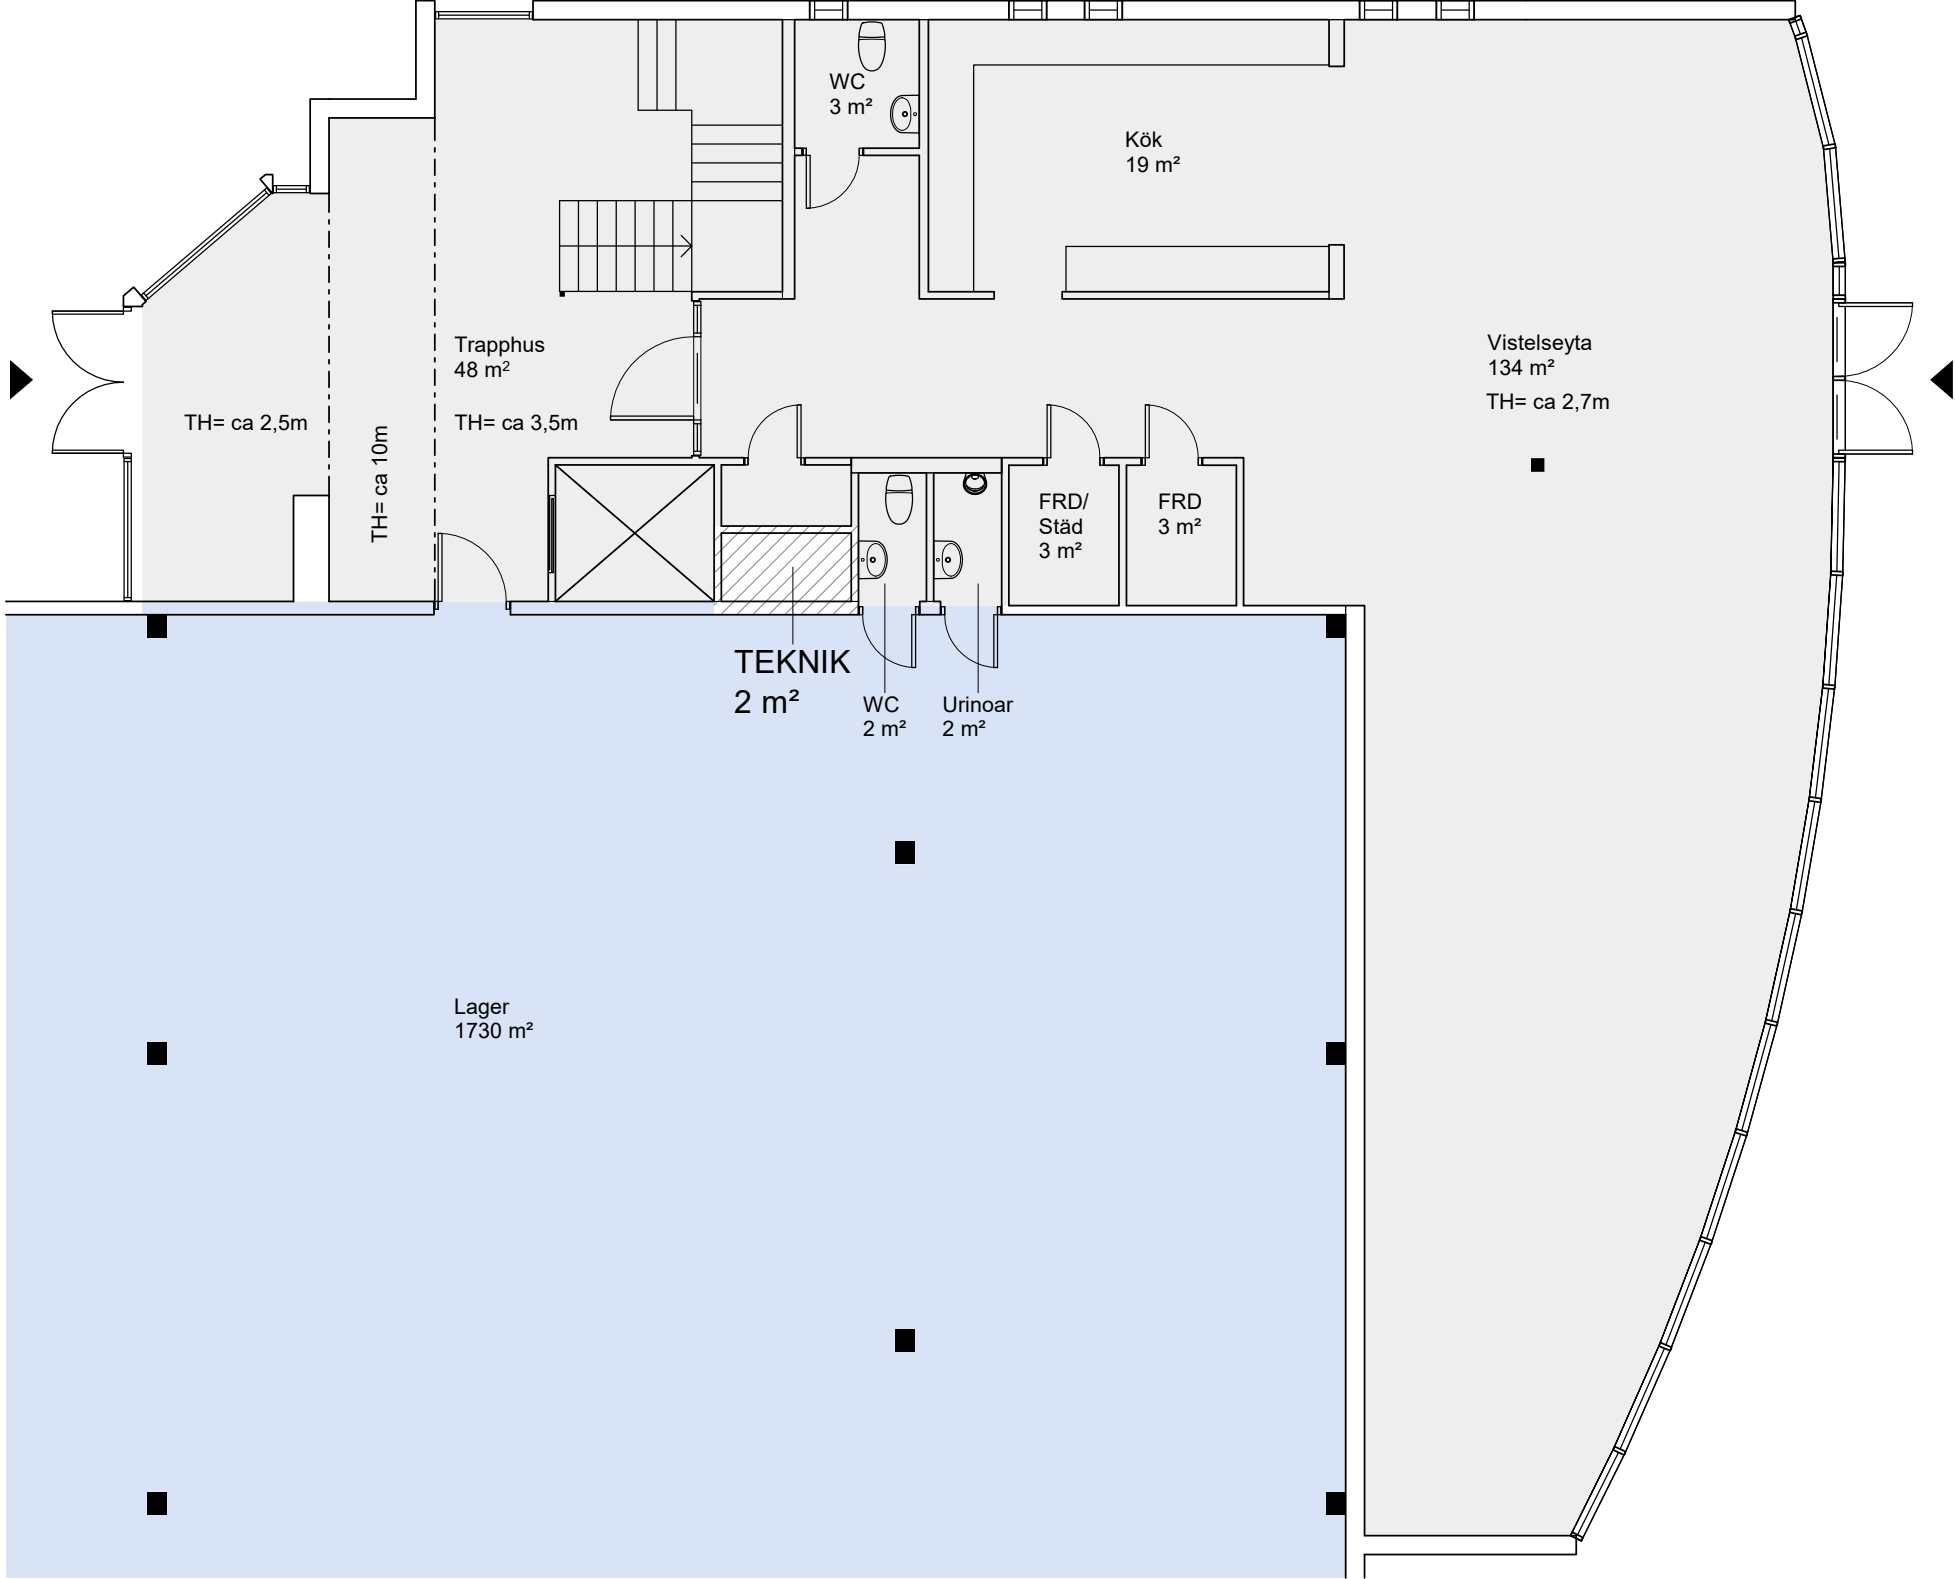 WC
3 m²
Kök
19 m²
Trapphus
48 m²
TH= ca 3,5m
TH= ca 2,5m
TH= ca 10m
Vistelseyta
134 m²
TH= ca 2,7m
FRD/
Städ
3 m²
FRD
3 m²
TEKNIK
2 m²
WC
2 m²
Urinoar
2 m²
Lager
1730 m²